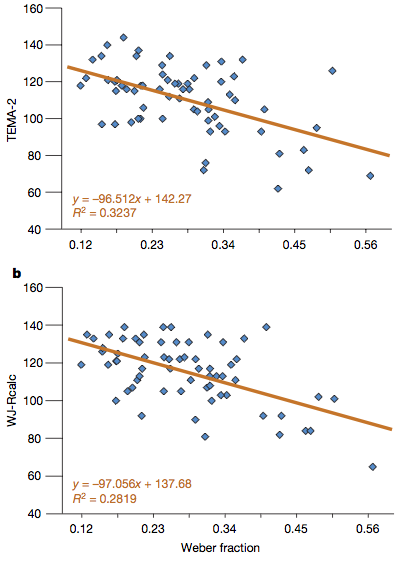 160
140
120
100
80
60
40
TEMA-2
y = –96.512x + 142.27
R² = 0.3237
0.12 0.23 0.34 0.45 0.56
b
160
140
120
100
80
60
40
WJ-Rcalc
y = –97.056x + 137.68
R² = 0.2819
0.12 0.23 0.34 0.45 0.56
Weber fraction